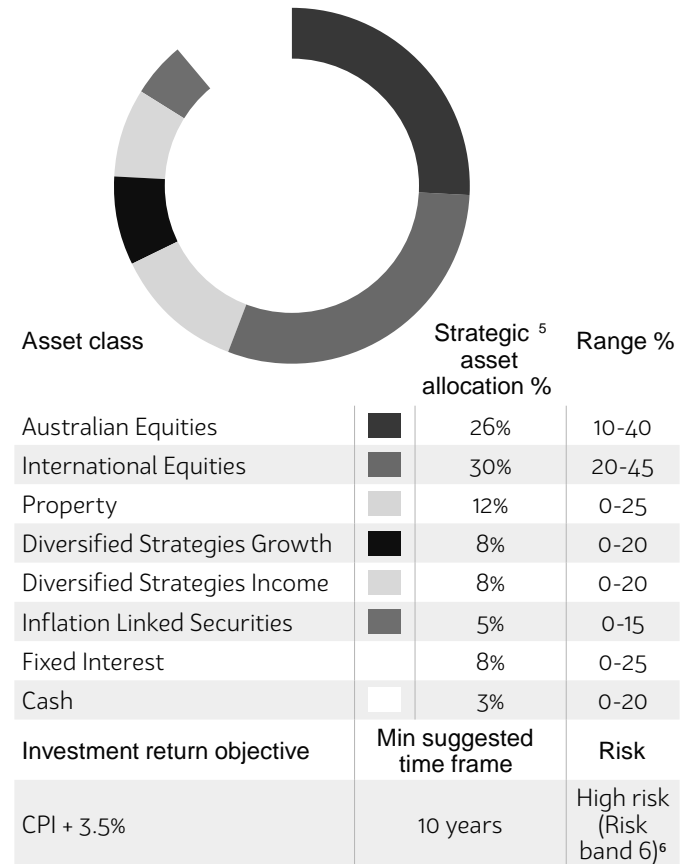 Asset class Strategic 5 asset allocation % Range %
Australian Equities 26% 10-40
International Equities 30% 20-45
Property 12% 0-25
Diversified Strategies Growth 8% 0-20
Diversified Strategies Income 8% 0-20
Inflation Linked Securities 5% 0-15
Fixed Interest 8% 0-25
Cash 3% 0-20
Investment return objective Min suggested time frame Risk
CPI + 3.5% 10 years High risk (Risk band 6)6